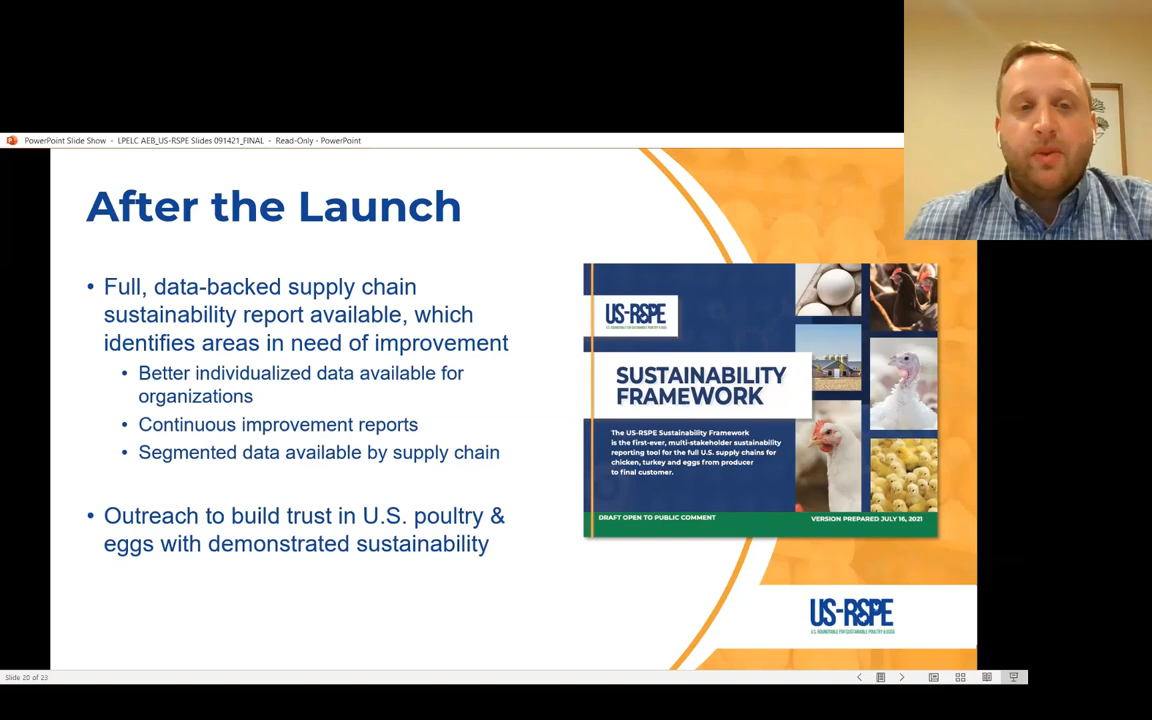 PowerPoint Slide Show - LPELC AEB_US-RSPE Slides 091421_FINAL - Read-Only - PowerPoint
After the Launch
• Full, data-backed supply chain
sustainability report available, which
identifies areas in need of improvement
• Better individualized data available for
organizations
• Continuous improvement reports
• Segmented data available by supply chain
• Outreach to build trust in U.S. poultry &
eggs with demonstrated sustainability
US-RSPE
U.S. ROUNDTABLE FOR SUSTAINABLE POULTRY & EGGS
SUSTAINABILITY
FRAMEWORK
The US-RSPE Sustainability Framework
is the first-ever, multi-stakeholder sustainability
reporting tool for the full U.S. supply chains for
chicken, turkey and eggs from producer
to final customer.
DRAFT OPEN TO PUBLIC COMMENT
VERSION PREPARED JULY 16, 2021
US-RSPE
U.S. ROUNDTABLE FOR SUSTAINABLE POULTRY & EGGS
Slide 20 of 23